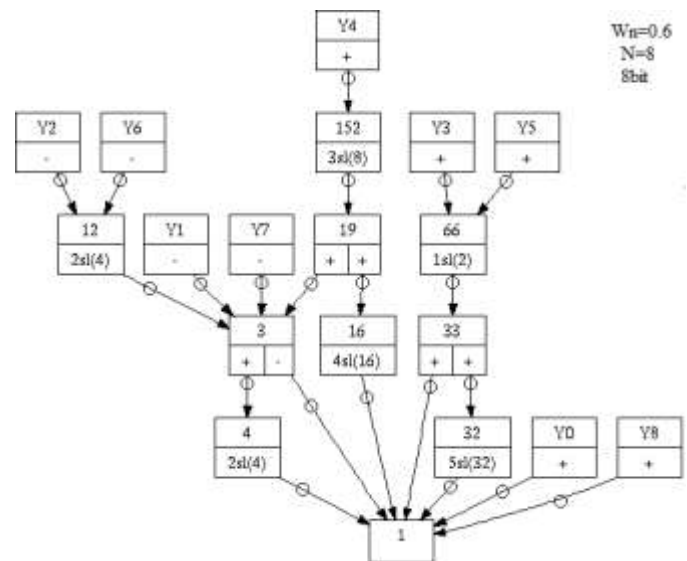 Y4
+
Wn=0.6
N=8
8bit
Y2 Y6 152 Y3 Y5
- - 3sl(8) + +
12 Y1 Y7 19 66
2sl(4) - - + + 1sl(2)
3 16 33
+ - 4sl(16) + +
4 32 Y0 Y8
2sl(4) 5sl(32) + +
1